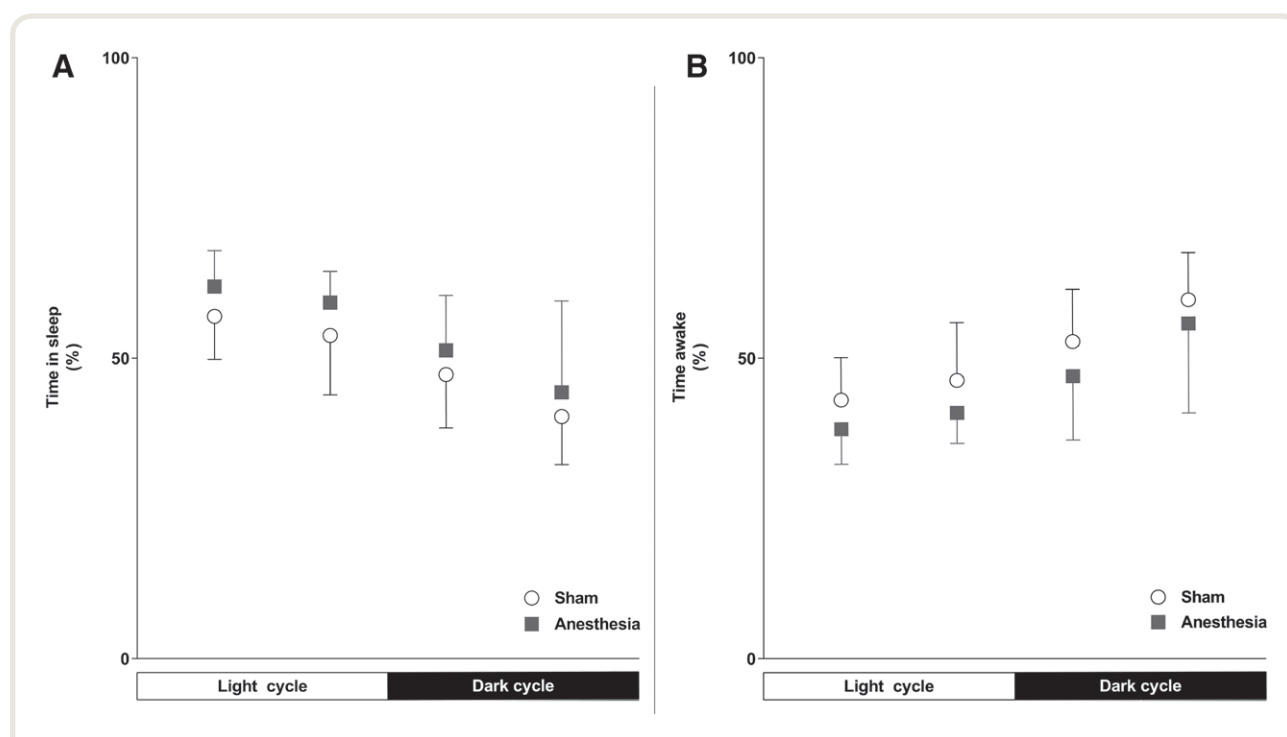 A
100
50
0
Time in sleep
(%)
Sham
Anesthesia
Light cycle
Dark cycle
B
100
50
0
Time awake
(%)
Sham
Anesthesia
Light cycle
Dark cycle